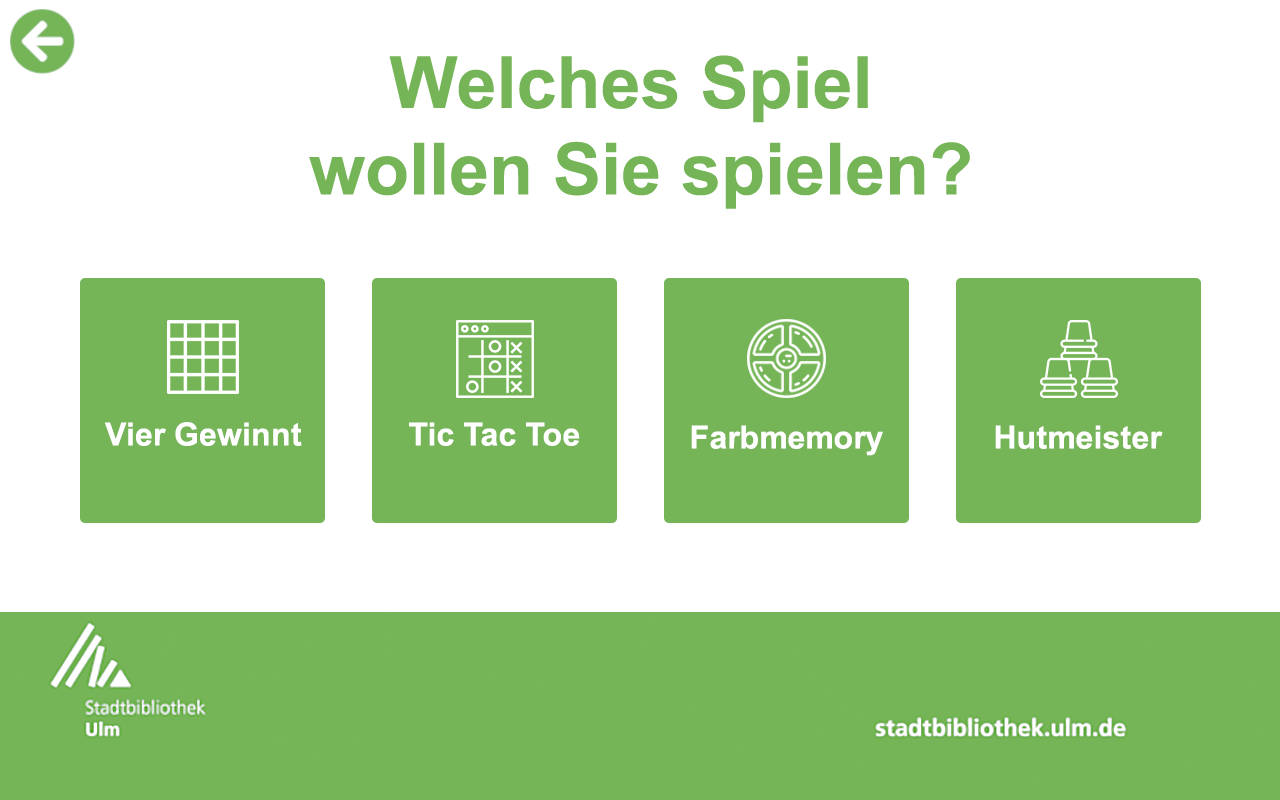 Welches Spiel
wollen Sie spielen?
Vier Gewinnt
Tic Tac Toe
Farbmemory
Hutmeister
Stadtbibliothek
Ulm
stadtbibliothek.ulm.de